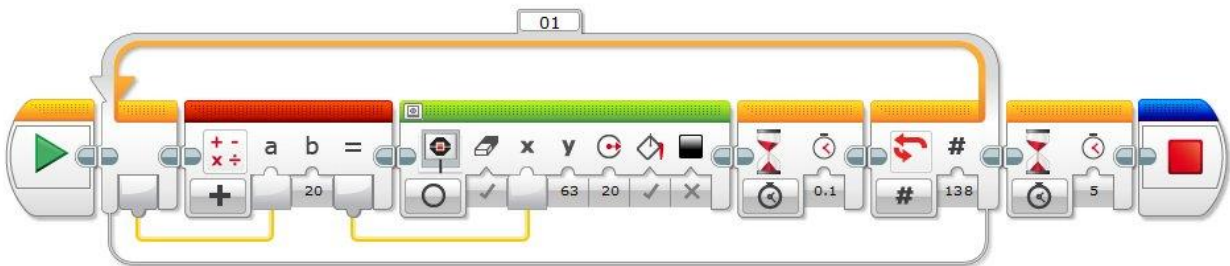 01
+ - × ÷ a b = x y #
+ 20 63 20 0.1 # 138 5